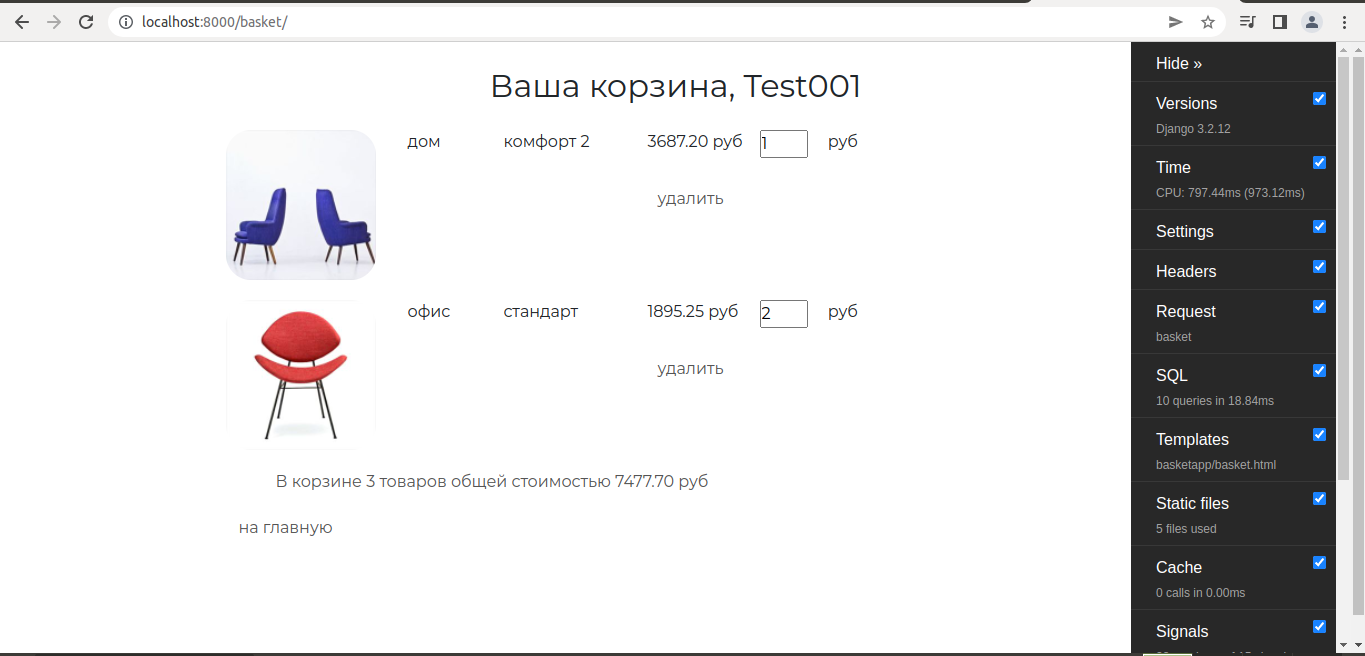 localhost:8000/basket/
Ваша корзина, Test001
дом комфорт 2 3687.20 руб 1 руб
удалить
офис стандарт 1895.25 руб 2 руб
удалить
В корзине 3 товаров общей стоимостью 7477.70 руб
на главную
Hide »
Versions
Django 3.2.12
Time
CPU: 797.44ms (973.12ms)
Settings
Headers
Request
basket
SQL
10 queries in 18.84ms
Templates
basketapp/basket.html
Static files
5 files used
Cache
0 calls in 0.00ms
Signals